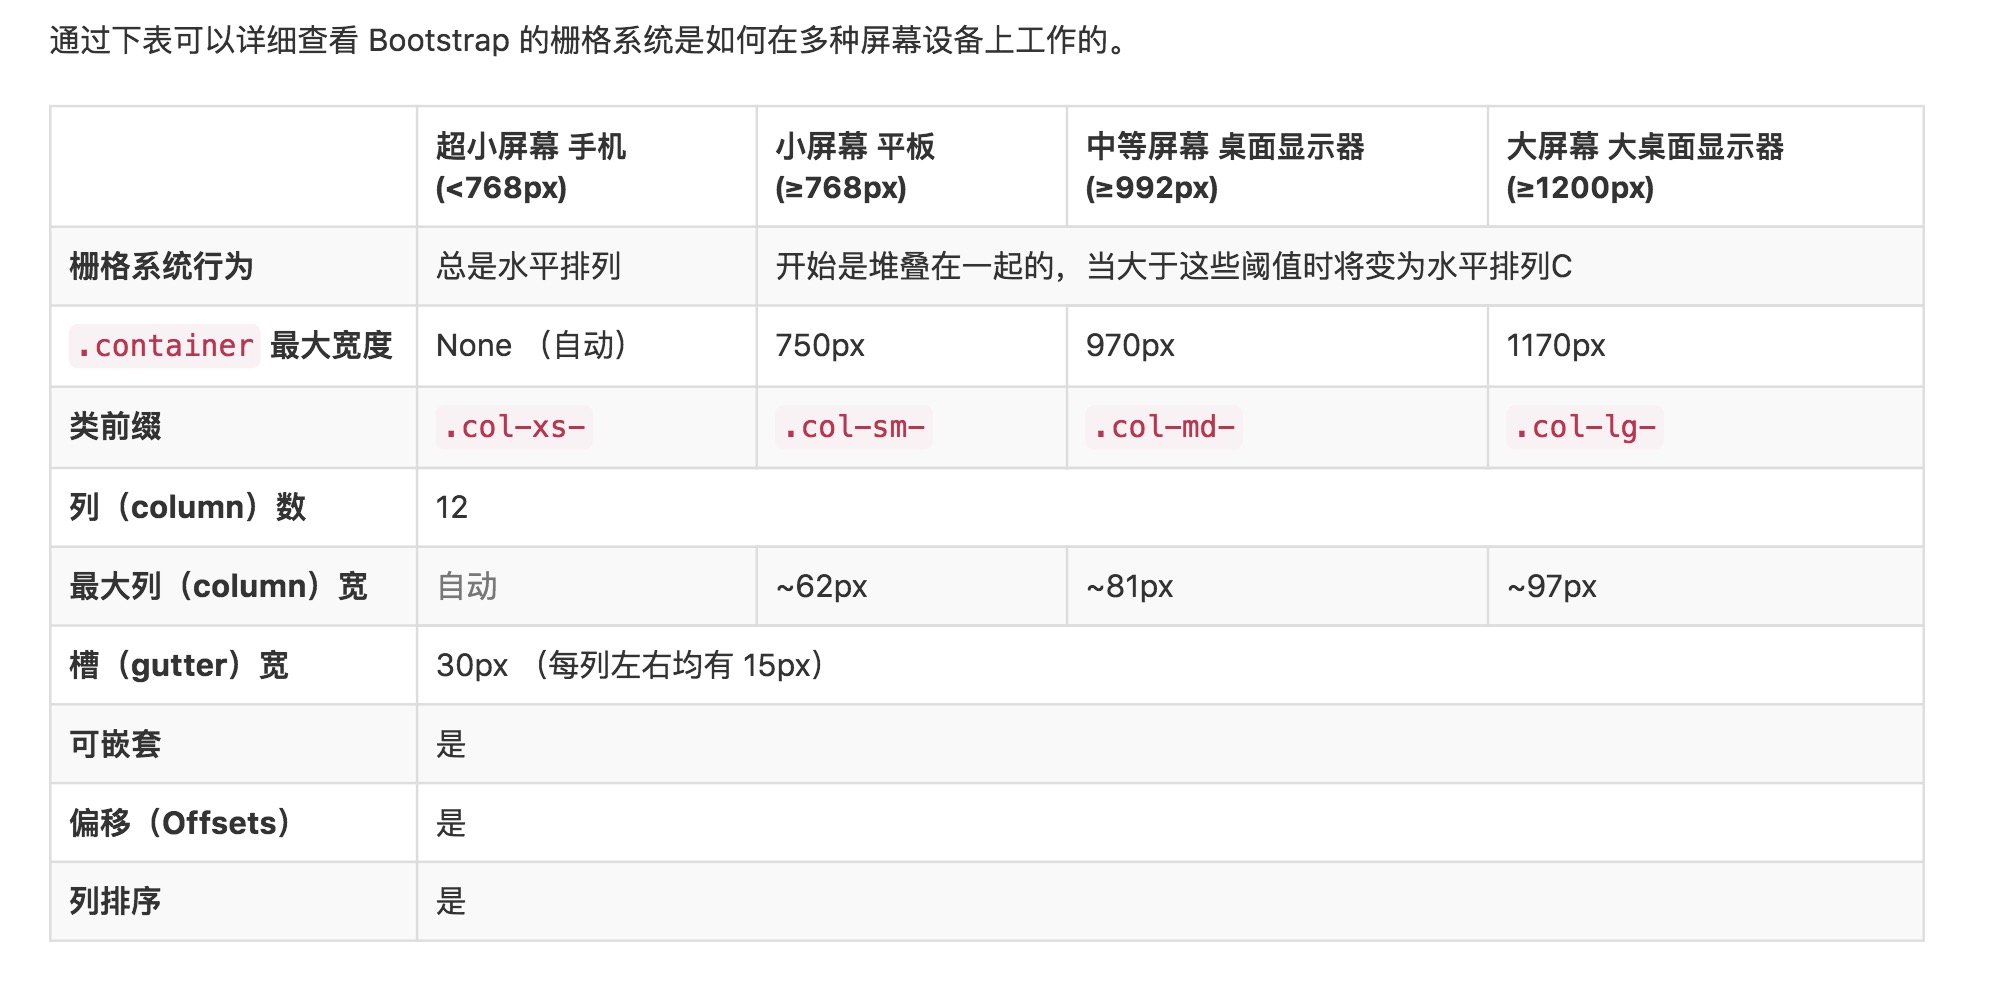 通过下表可以详细查看 Bootstrap 的栅格系统是如何在多种屏幕设备上工作的。
超小屏幕 手机 (<768px) 小屏幕 平板 (≥768px) 中等屏幕 桌面显示器 (≥992px) 大屏幕 大桌面显示器 (≥1200px)
栅格系统行为 总是水平排列 开始是堆叠在一起的，当大于这些阈值时将变为水平排列C
.container 最大宽度 None （自动） 750px 970px 1170px
类前缀 .col-xs- .col-sm- .col-md- .col-lg-
列（column）数 12
最大列（column）宽 自动 ~62px ~81px ~97px
槽（gutter）宽 30px （每列左右均有 15px）
可嵌套 是
偏移（Offsets） 是
列排序 是